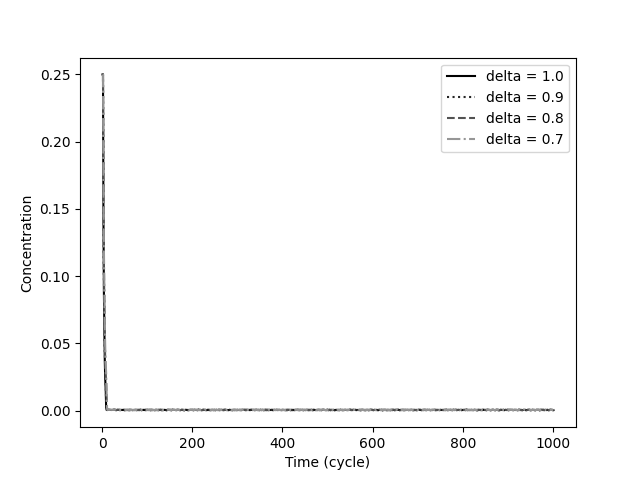 0.25
0.20
0.15
0.10
0.05
0.00
Concentration
0
200
400
600
800
1000
Time (cycle)
delta = 1.0
delta = 0.9
delta = 0.8
delta = 0.7